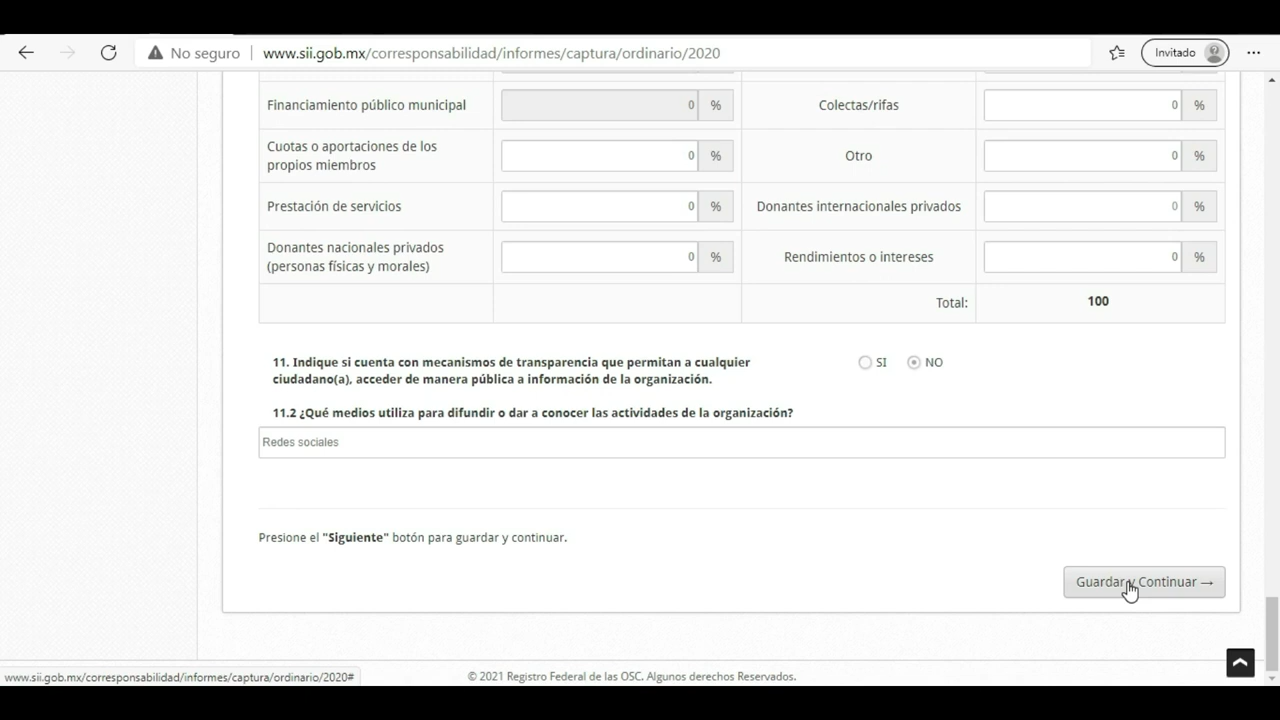 No seguro
www.sii.gob.mx/corresponsabilidad/informes/captura/ordinario/2020
Invitado
Financiamiento público municipal 0 % Colectas/rifas 0 %
Cuotas o aportaciones de los
propios miembros 0 % Otro 0 %
Prestación de servicios 0 % Donantes internacionales privados 0 %
Donantes nacionales privados
(personas físicas y morales) 0 % Rendimientos o intereses 0 %
Total: 100
11. Indique si cuenta con mecanismos de transparencia que permitan a cualquier
ciudadano(a), acceder de manera pública a información de la organización.
SI NO
11.2 ¿Qué medios utiliza para difundir o dar a conocer las actividades de la organización?
Redes sociales
Presione el "Siguiente" botón para guardar y continuar.
Guardar y Continuar →
www.sii.gob.mx/corresponsabilidad/informes/captura/ordinario/2020#
© 2021 Registro Federal de las OSC. Algunos derechos Reservados.